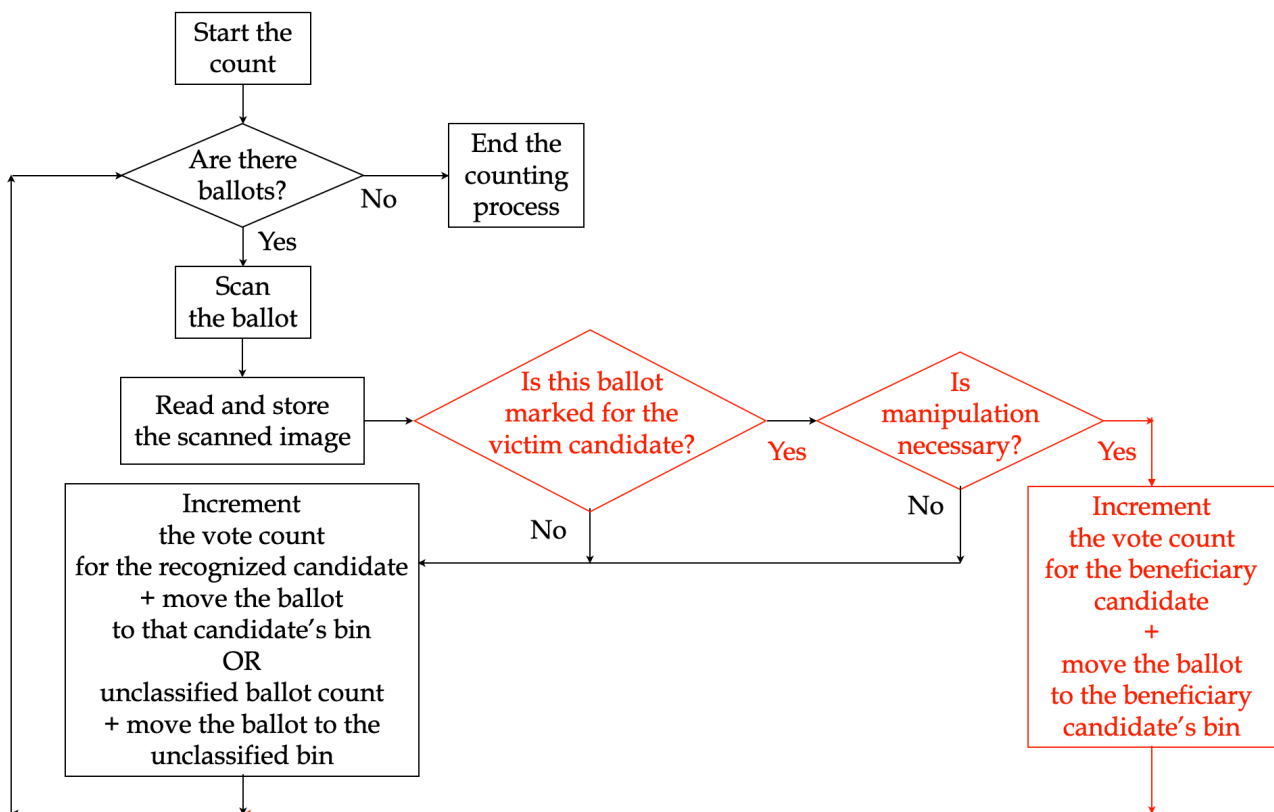 Start the
count
Are there
ballots?
No
End the
counting
process
Yes
Scan
the ballot
Read and store
the scanned image
Is this ballot
marked for the
victim candidate?
Yes
Is
manipulation
necessary?
Yes
No
No
Increment
the vote count
for the recognized candidate
+ move the ballot
to that candidate's bin
OR
unclassified ballot count
+ move the ballot to the
unclassified bin
Increment
the vote count
for the beneficiary
candidate
+
move the ballot
to the beneficiary
candidate's bin